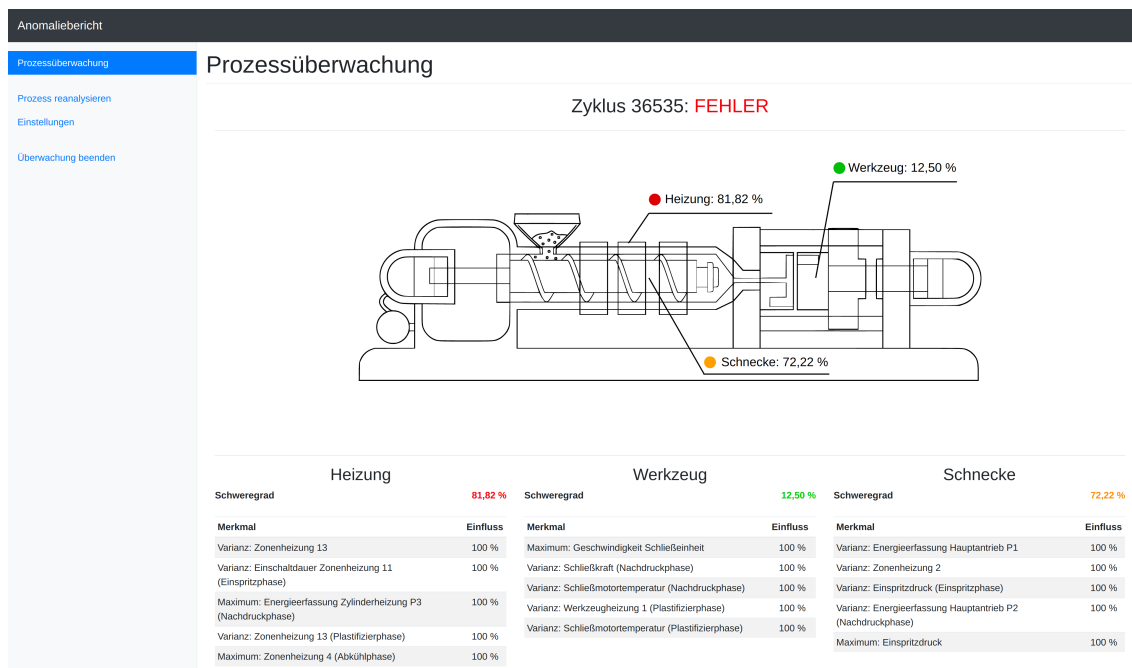 Anomaliebericht
Prozessüberwachung
Prozess reanalysieren
Einstellungen
Überwachung beenden
Prozessüberwachung
Zyklus 36535: FEHLER
Werkzeug: 12,50 %
Heizung: 81,82 %
Schnecke: 72,22 %
Heizung
Schweregrad 81,82 %
Merkmal Einfluss
Varianz: Zonenheizung 13 100 %
Varianz: Einschaltdauer Zonenheizung 11 100 %
(Einspritzphase)
Maximum: Energieerfassung Zylinderheizung P3 100 %
(Nachdruckphase)
Varianz: Zonenheizung 13 (Plastifizierphase) 100 %
Maximum: Zonenheizung 4 (Abkühlphase) 100 %
Werkzeug
Schweregrad 12,50 %
Merkmal Einfluss
Maximum: Geschwindigkeit Schließeinheit 100 %
Varianz: Schließkraft (Nachdruckphase) 100 %
Varianz: Schließmotortemperatur (Nachdruckphase) 100 %
Varianz: Werkzeugheizung 1 (Plastifizierphase) 100 %
Varianz: Schließmotortemperatur (Plastifizierphase) 100 %
Schnecke
Schweregrad 72,22 %
Merkmal Einfluss
Varianz: Energieerfassung Hauptantrieb P1 100 %
Varianz: Zonenheizung 2 100 %
Varianz: Einspritzdruck (Einspritzphase) 100 %
Varianz: Energieerfassung Hauptantrieb P2 100 %
(Nachdruckphase)
Maximum: Einspritzdruck 100 %